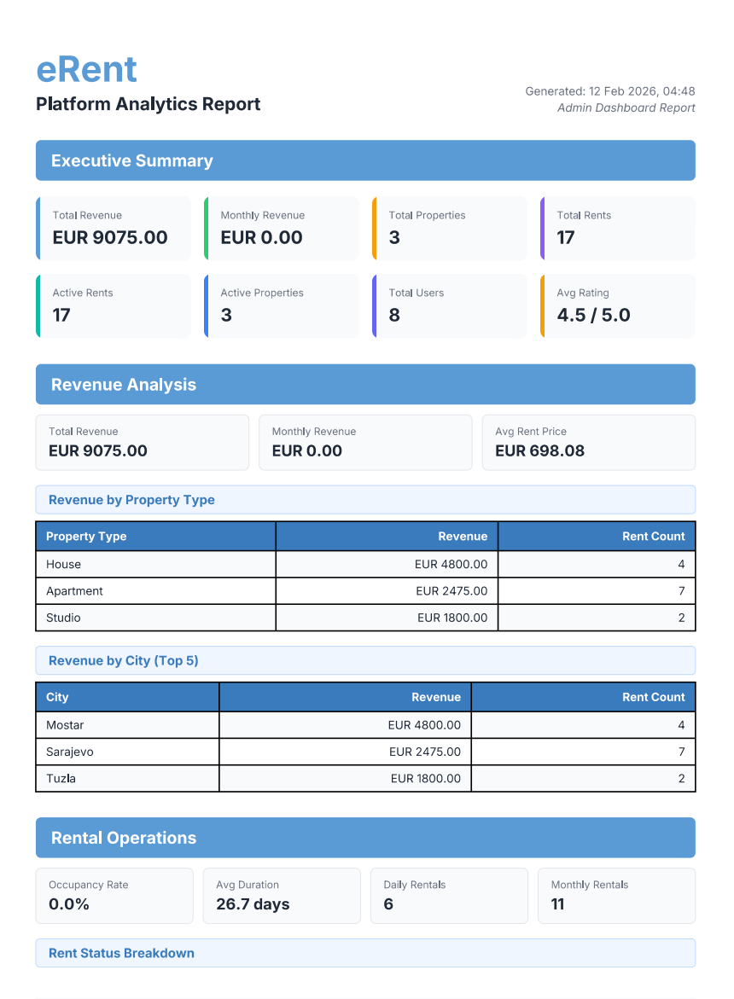 eRent
Platform Analytics Report
Generated: 12 Feb 2026, 04:48
Admin Dashboard Report
Executive Summary
Total Revenue
EUR 9075.00
Monthly Revenue
EUR 0.00
Total Properties
3
Total Rents
17
Active Rents
17
Active Properties
3
Total Users
8
Avg Rating
4.5 / 5.0
Revenue Analysis
Total Revenue
EUR 9075.00
Monthly Revenue
EUR 0.00
Avg Rent Price
EUR 698.08
Revenue by Property Type
Property Type Revenue Rent Count
House EUR 4800.00 4
Apartment EUR 2475.00 7
Studio EUR 1800.00 2
Revenue by City (Top 5)
City Revenue Rent Count
Mostar EUR 4800.00 4
Sarajevo EUR 2475.00 7
Tuzla EUR 1800.00 2
Rental Operations
Occupancy Rate
0.0%
Avg Duration
26.7 days
Daily Rentals
6
Monthly Rentals
11
Rent Status Breakdown